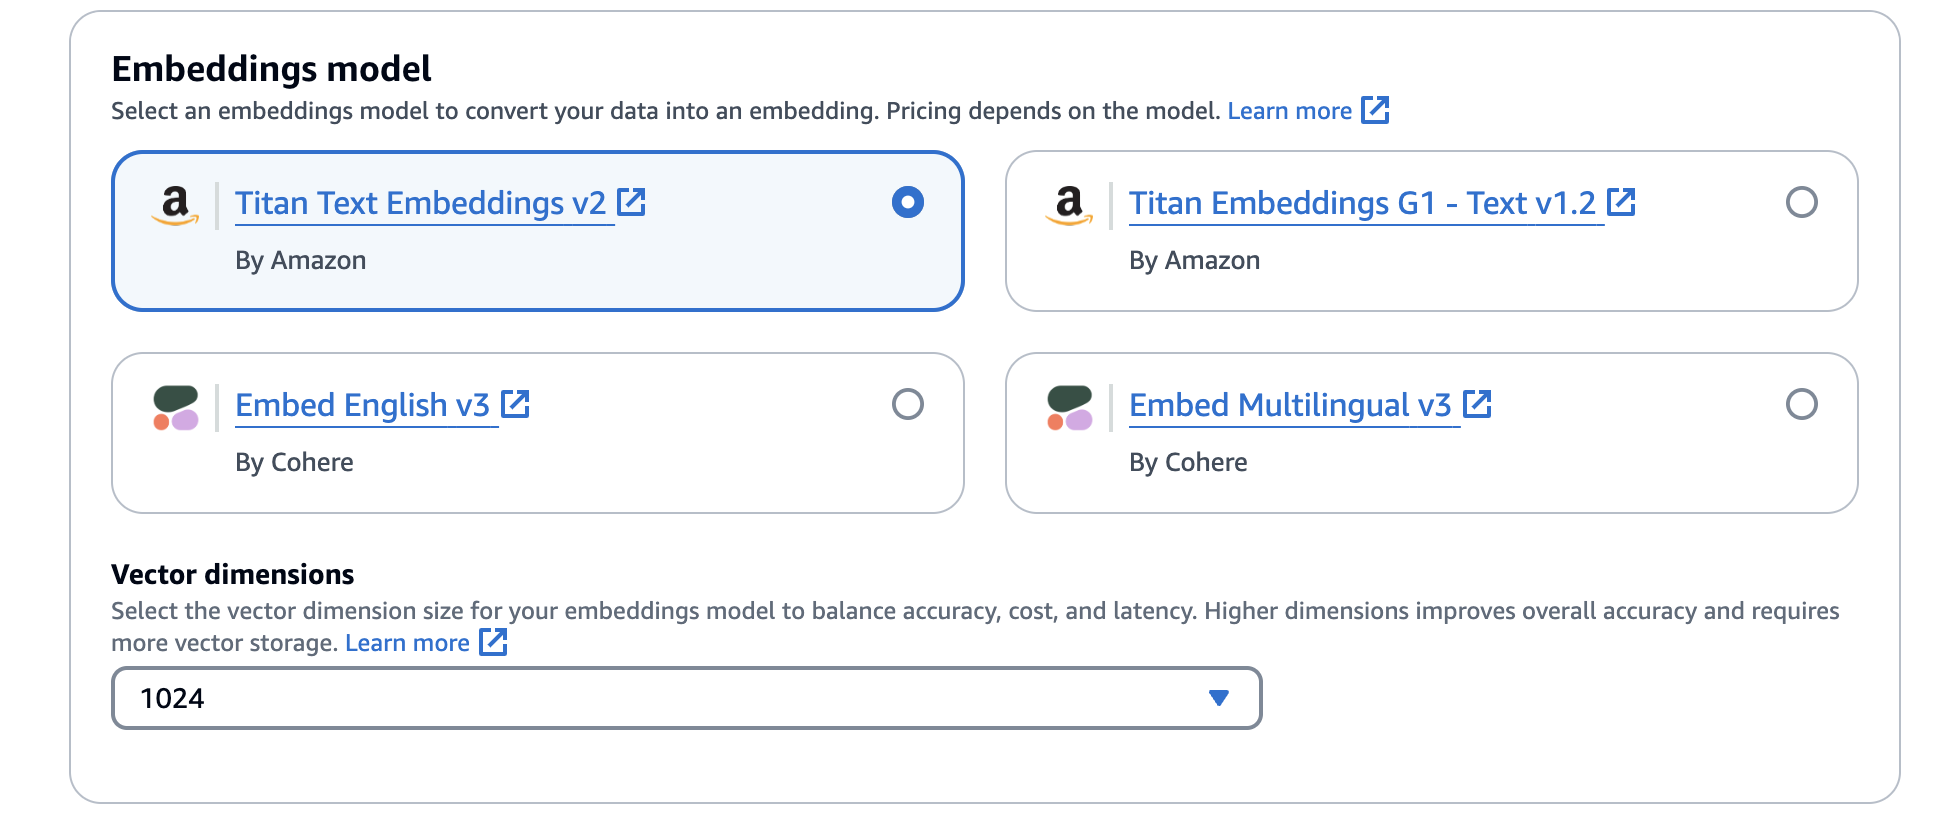 Embeddings model
Select an embeddings model to convert your data into an embedding. Pricing depends on the model. Learn more
Titan Text Embeddings v2
By Amazon
Titan Embeddings G1 - Text v1.2
By Amazon
Embed English v3
By Cohere
Embed Multilingual v3
By Cohere
Vector dimensions
Select the vector dimension size for your embeddings model to balance accuracy, cost, and latency. Higher dimensions improves overall accuracy and requires
more vector storage. Learn more
1024